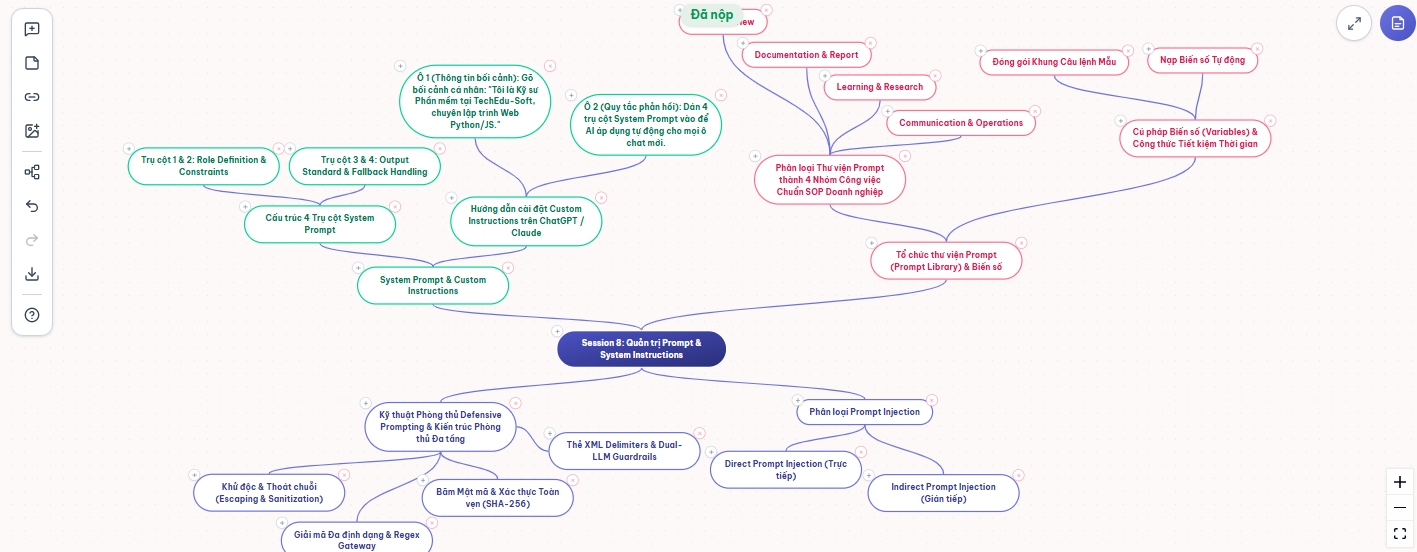 Đã nộp
ew
Documentation & Report
Learning & Research
Communication & Operations
Đóng gói Khung Câu lệnh Mẫu
Nạp Biến số Tự động
Ô 1 (Thông tin bối cảnh): Gõ
bối cảnh cá nhân: "Tôi là Kỹ sư
Phần mềm tại TechEdu-Soft,
chuyên lập trình Web
Python/JS."
Ô 2 (Quy tắc phản hồi): Dán 4
trụ cột System Prompt vào để
AI áp dụng tự động cho mọi ô
chat mới.
Cú pháp Biến số (Variables) &
Công thức Tiết kiệm Thời gian
Trụ cột 1 & 2: Role Definition &
Constraints
Trụ cột 3 & 4: Output
Standard & Fallback Handling
Phân loại Thư viện Prompt
thành 4 Nhóm Công việc
Chuẩn SOP Doanh nghiệp
Cấu trúc 4 Trụ cột System
Prompt
Hướng dẫn cài đặt Custom
Instructions trên ChatGPT /
Claude
Tổ chức thư viện Prompt
(Prompt Library) & Biến số
System Prompt & Custom
Instructions
Session 8: Quản trị Prompt &
System Instructions
Kỹ thuật Phòng thủ Defensive
Prompting & Kiến trúc Phòng
thủ Đa tầng
Phân loại Prompt Injection
Thẻ XML Delimiters & Dual-
LLM Guardrails
Direct Prompt Injection (Trực
tiếp)
Indirect Prompt Injection
(Gián tiếp)
Khử độc & Thoát chuỗi
(Escaping & Sanitization)
Băm Mật mã & Xác thực Toàn
vẹn (SHA-256)
Giải mã Đa định dạng & Regex
Gateway